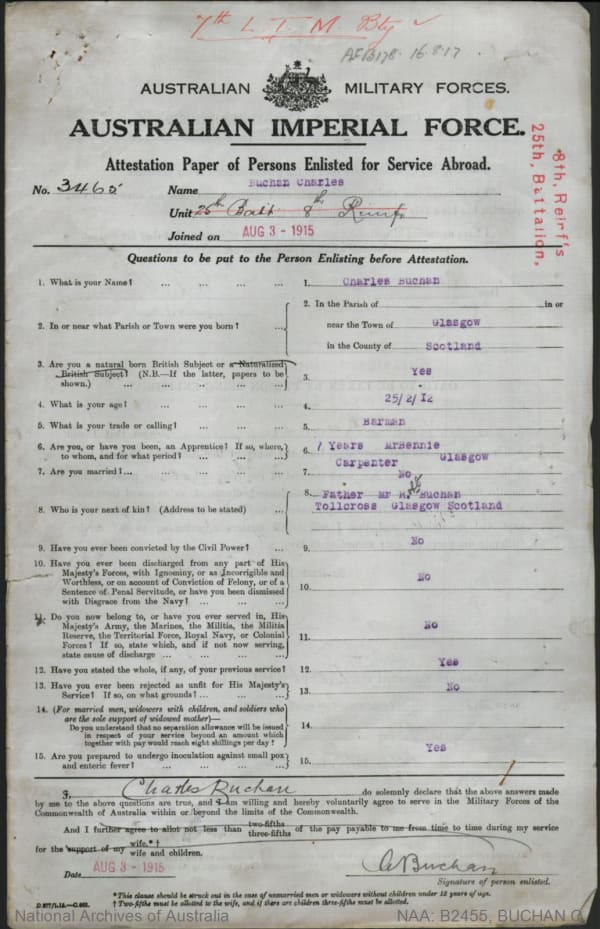 7th L. T. M. Bty
AFB178. 16.8.17
AUSTRALIAN MILITARY FORCES.
AUSTRALIAN IMPERIAL FORCE.
Attestation Paper of Persons Enlisted for Service Abroad.
8th, Reinf's
25th, Battalion,
No. 3465 Name Buchan Charles
Unit 25th Batt 8th Reinfs
Joined on AUG 3 - 1915
Questions to be put to the Person Enlisting before Attestation.
1. What is your Name? ... ... ... ... 1. Charles Buchan
2. In or near what Parish or Town were you born? ... 2. In the Parish of in or
near the Town of Glasgow
in the County of Scotland
3. Are you a natural born British Subject or a Naturalized
British Subject? (N.B.—If the latter, papers to be
shown.) ... ... ... ... 3. Yes
4. What is your age? ... ... ... ... 4. 25/2/12
5. What is your trade or calling? ... ... ... 5. Barman
6. Are you, or have you been, an Apprentice? If so, where,
to whom, and for what period? ... ... ... 6. 7 Years MrBennie
Carpenter Glasgow
7. Are you married?... ... ... ... ... 7. No
8. Who is your next of kin? (Address to be stated) ... 8. Father Mr Buchan
Tollcross Glasgow Scotland
9. Have you ever been convicted by the Civil Power? ... 9. No
10. Have you ever been discharged from any part of His
Majesty's Forces, with Ignominy, or as Incorrigible and
Worthless, or on account of Conviction of Felony, or of a
Sentence of Penal Servitude, or have you been dismissed
with Disgrace from the Navy? ... ... ... 10. No
11. Do you now belong to, or have you ever served in, His
Majesty's Army, the Marines, the Militia, the Militia
Reserve, the Territorial Force, Royal Navy, or Colonial
Forces? If so, state which, and if not now serving,
state cause of discharge ... ... ... ... 11. No
12. Have you stated the whole, if any, of your previous service? 12. Yes
13. Have you ever been rejected as unfit for His Majesty's
Service? If so, on what grounds? ... ... ... 13. No
14. (For married men, widowers with children, and soldiers who
are the sole support of widowed mother)—
Do you understand that no separation allowance will be issued
in respect of your service beyond an amount which
together with pay would reach eight shillings per day? 14.
15. Are you prepared to undergo inoculation against small pox
and enteric fever? ... ... ... ... 15. Yes
I, Charles Buchan do solemnly declare that the above answers made
by me to the above questions are true, and I am willing and hereby voluntarily agree to serve in the Military Forces of the
Commonwealth of Australia within or beyond the limits of the Commonwealth.
And I further agree to allot not less than two-fifths three-fifths of the pay payable to me from time to time during my service
for the support of my wife.*† wife and children.
Date AUG 3 - 1915 C Buchan
Signature of person enlisted.
*This clause should be struck out in the case of unmarried men or widowers without children under 18 years of age.
† Two-fifths must be allotted to the wife, and if there are children three-fifths must be allotted.
National Archives of Australia NAA: B2455, BUCHAN C